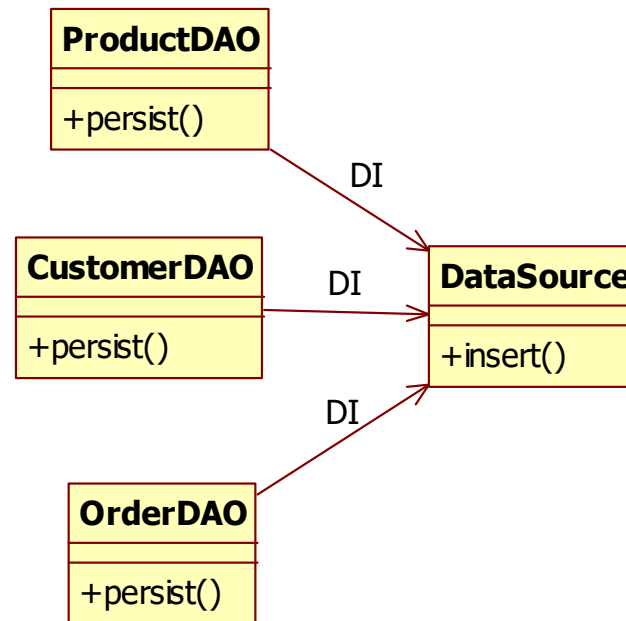 ProductDAO
+persist()
DI
CustomerDAO
+persist()
DI
DataSource
+insert()
DI
OrderDAO
+persist()